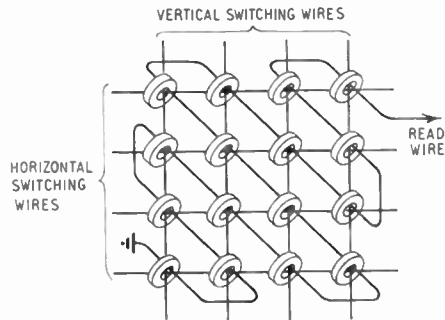 VERTICAL SWITCHING WIRES
READ
WIRE
HORIZONTAL
SWITCHING
WIRES